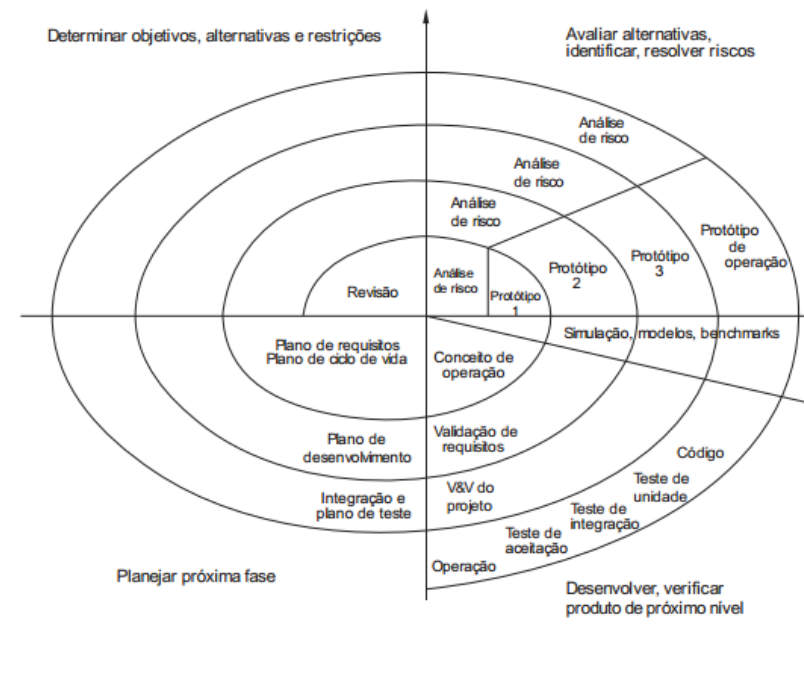 Determinar objetivos, alternativas e restrições
Avaliar alternativas,
identificar, resolver riscos
Análise
de risco
Análise
de risco
Análise
de risco
Análise
de risco
Revisão
Protótipo
1
Protótipo
2
Protótipo
3
Protótipo
de
operação
Simulação, modelos, benchmarks
Plano de requisitos
Plano de ciclo de vida
Conceito de
operação
Plano de
desenvolvimento
Validação de
requisitos
Integração e
plano de teste
V&V do
projeto
Código
Teste de
unidade
Teste de
integração
Teste de
aceitação
Operação
Planejar próxima fase
Desenvolver, verificar
produto de próximo nível